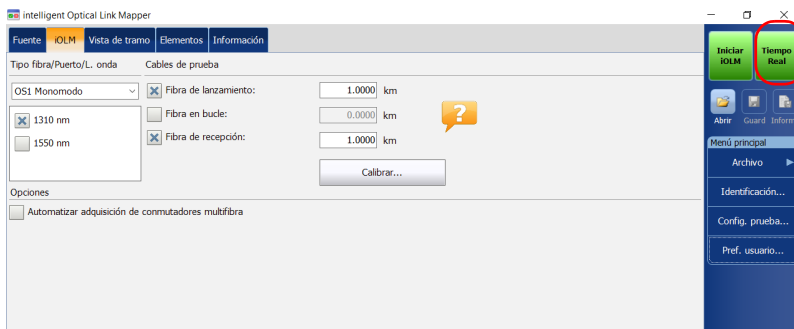 intelligent Optical Link Mapper
Fuente iOLM Vista de tramo Elementos Información
Tipo fibra/Puerto/L. onda Cables de prueba
OS1 Monomodo
1310 nm
1550 nm
Fibra de lanzamiento: 1.0000 km
Fibra en bucle: 0.0000 km
Fibra de recepción: 1.0000 km
?
Calibrar...
Opciones
Automatizar adquisición de conmutadores multifibra
Iniciar iOLM
Tiempo Real
Abrir Guard Inform
Menú principal
Archivo
Identificación...
Config. prueba...
Pref. usuario...